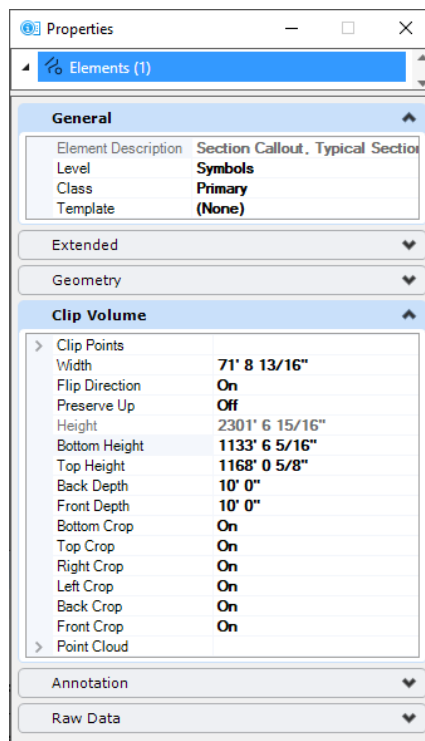 Properties
Elements (1)
General
Element Description Section Callout, Typical Section
Level Symbols
Class Primary
Template (None)
Extended
Geometry
Clip Volume
Clip Points
Width 71' 8 13/16"
Flip Direction On
Preserve Up Off
Height 2301' 6 15/16"
Bottom Height 1133' 6 5/16"
Top Height 1168' 0 5/8"
Back Depth 10' 0"
Front Depth 10' 0"
Bottom Crop On
Top Crop On
Right Crop On
Left Crop On
Back Crop On
Front Crop On
Point Cloud
Annotation
Raw Data